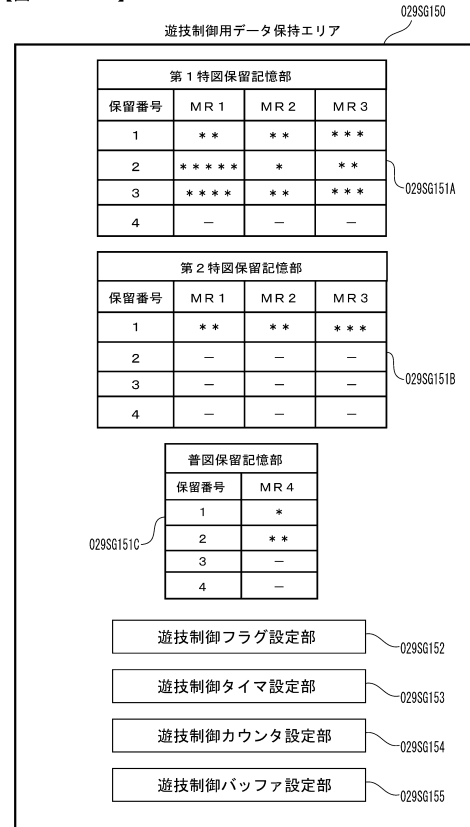 029SG150
遊技制御用データ保持エリア
第1特図保留記憶部
保留番号 MR1 MR2 MR3
1 ** ** ***
2 ***** * **
3 **** ** ***
4 － － －
029SG151A
第2特図保留記憶部
保留番号 MR1 MR2 MR3
1 ** ** ***
2 － － －
3 － － －
4 － － －
029SG151B
普図保留記憶部
保留番号 MR4
1 *
2 **
3 －
4 －
029SG151C
遊技制御フラグ設定部 029SG152
遊技制御タイマ設定部 029SG153
遊技制御カウンタ設定部 029SG154
遊技制御バッファ設定部 029SG155